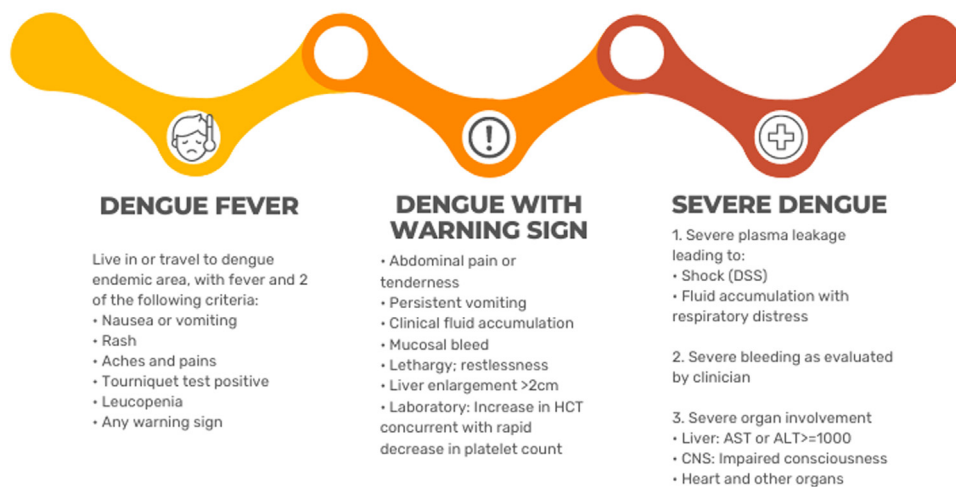 DENGUE FEVER
Live in or travel to dengue
endemic area, with fever and 2
of the following criteria:
• Nausea or vomiting
• Rash
• Aches and pains
• Tourniquet test positive
• Leucopenia
• Any warning sign
DENGUE WITH
WARNING SIGN
• Abdominal pain or
tenderness
• Persistent vomiting
• Clinical fluid accumulation
• Mucosal bleed
• Lethargy; restlessness
• Liver enlargement >2cm
• Laboratory: Increase in HCT
concurrent with rapid
decrease in platelet count
SEVERE DENGUE
1. Severe plasma leakage
leading to:
• Shock (DSS)
• Fluid accumulation with
respiratory distress
2. Severe bleeding as evaluated
by clinician
3. Severe organ involvement
• Liver: AST or ALT>=1000
• CNS: Impaired consciousness
• Heart and other organs